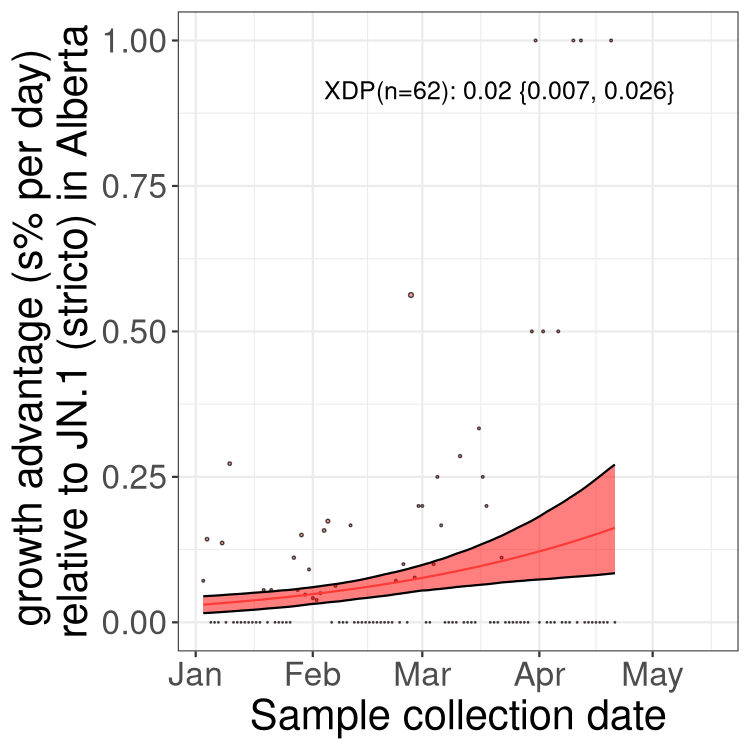 growth advantage (s% per day)
relative to JN.1 (stricto) in Alberta
1.00
XDP(n=62): 0.02 {0.007, 0.026}
0.75
0.50
0.25
0.00
Jan Feb Mar Apr May
Sample collection date